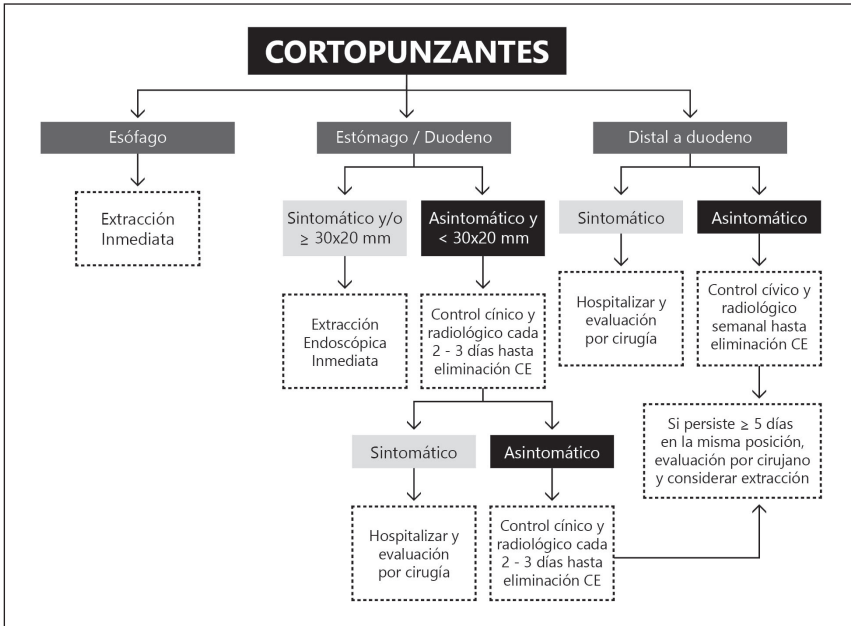 CORTOPUNZANTES
Esófago
Estómago / Duodeno
Distal a duodeno
Extracción
Inmediata
Sintomático y/o
≥ 30x20 mm
Asintomático y
< 30x20 mm
Sintomático
Asintomático
Extracción
Endoscópica
Inmediata
Control cínico y
radiológico cada
2 - 3 días hasta
eliminación CE
Hospitalizar y
evaluación
por cirugía
Control cívico y
radiológico
semanal hasta
eliminación CE
Sintomático
Asintomático
Si persiste ≥ 5 días
en la misma posición,
evaluación por cirujano
y considerar extracción
Hospitalizar y
evaluación
por cirugía
Control cínico y
radiológico cada
2 - 3 días hasta
eliminación CE